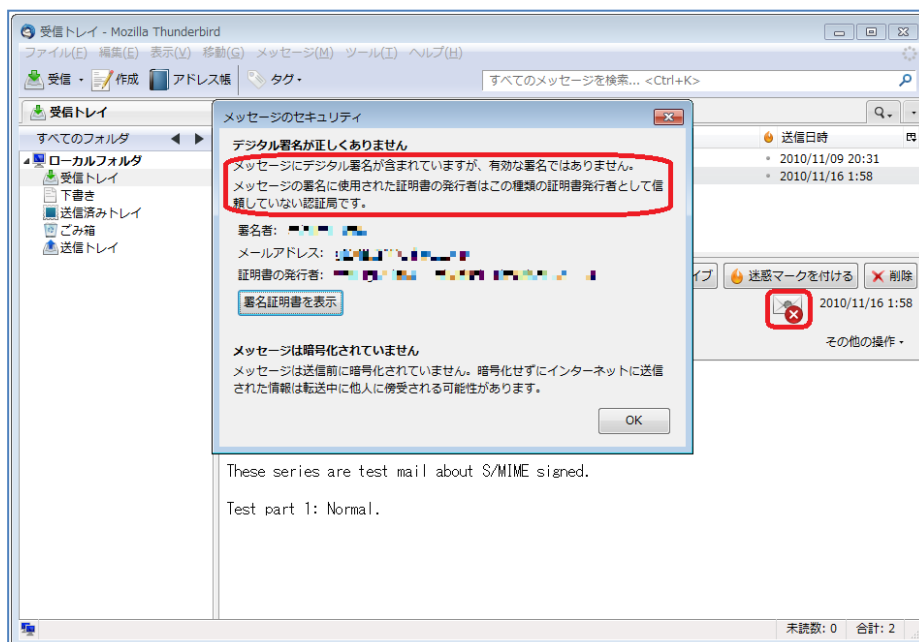 受信トレイ - Mozilla Thunderbird
ファイル(F) 編集(E) 表示(V) 移動(G) メッセージ(M) ツール(T) ヘルプ(H)
受信 作成 アドレス帳 タグ すべてのメッセージを検索... <Ctrl+K>
受信トレイ
すべてのフォルダ
ローカルフォルダ
受信トレイ
下書き
送信済みトレイ
ごみ箱
送信トレイ
送信日時
2010/11/09 20:31
2010/11/16 1:58
メッセージのセキュリティ
デジタル署名が正しくありません
メッセージにデジタル署名が含まれていますが、有効な署名ではありません。
メッセージの署名に使用された証明書の発行者はこの種類の証明書発行者として信
頼していない認証局です。
署名者:
メールアドレス:
証明書の発行者:
署名証明書を表示
メッセージは暗号化されていません
メッセージは送信前に暗号化されていません。暗号化せずにインターネットに送信
された情報は転送中に他人に傍受される可能性があります。
OK
イブ 迷惑マークを付ける 削除
2010/11/16 1:58
その他の操作
These series are test mail about S/MIME signed.
Test part 1: Normal.
未読数: 0 合計: 2